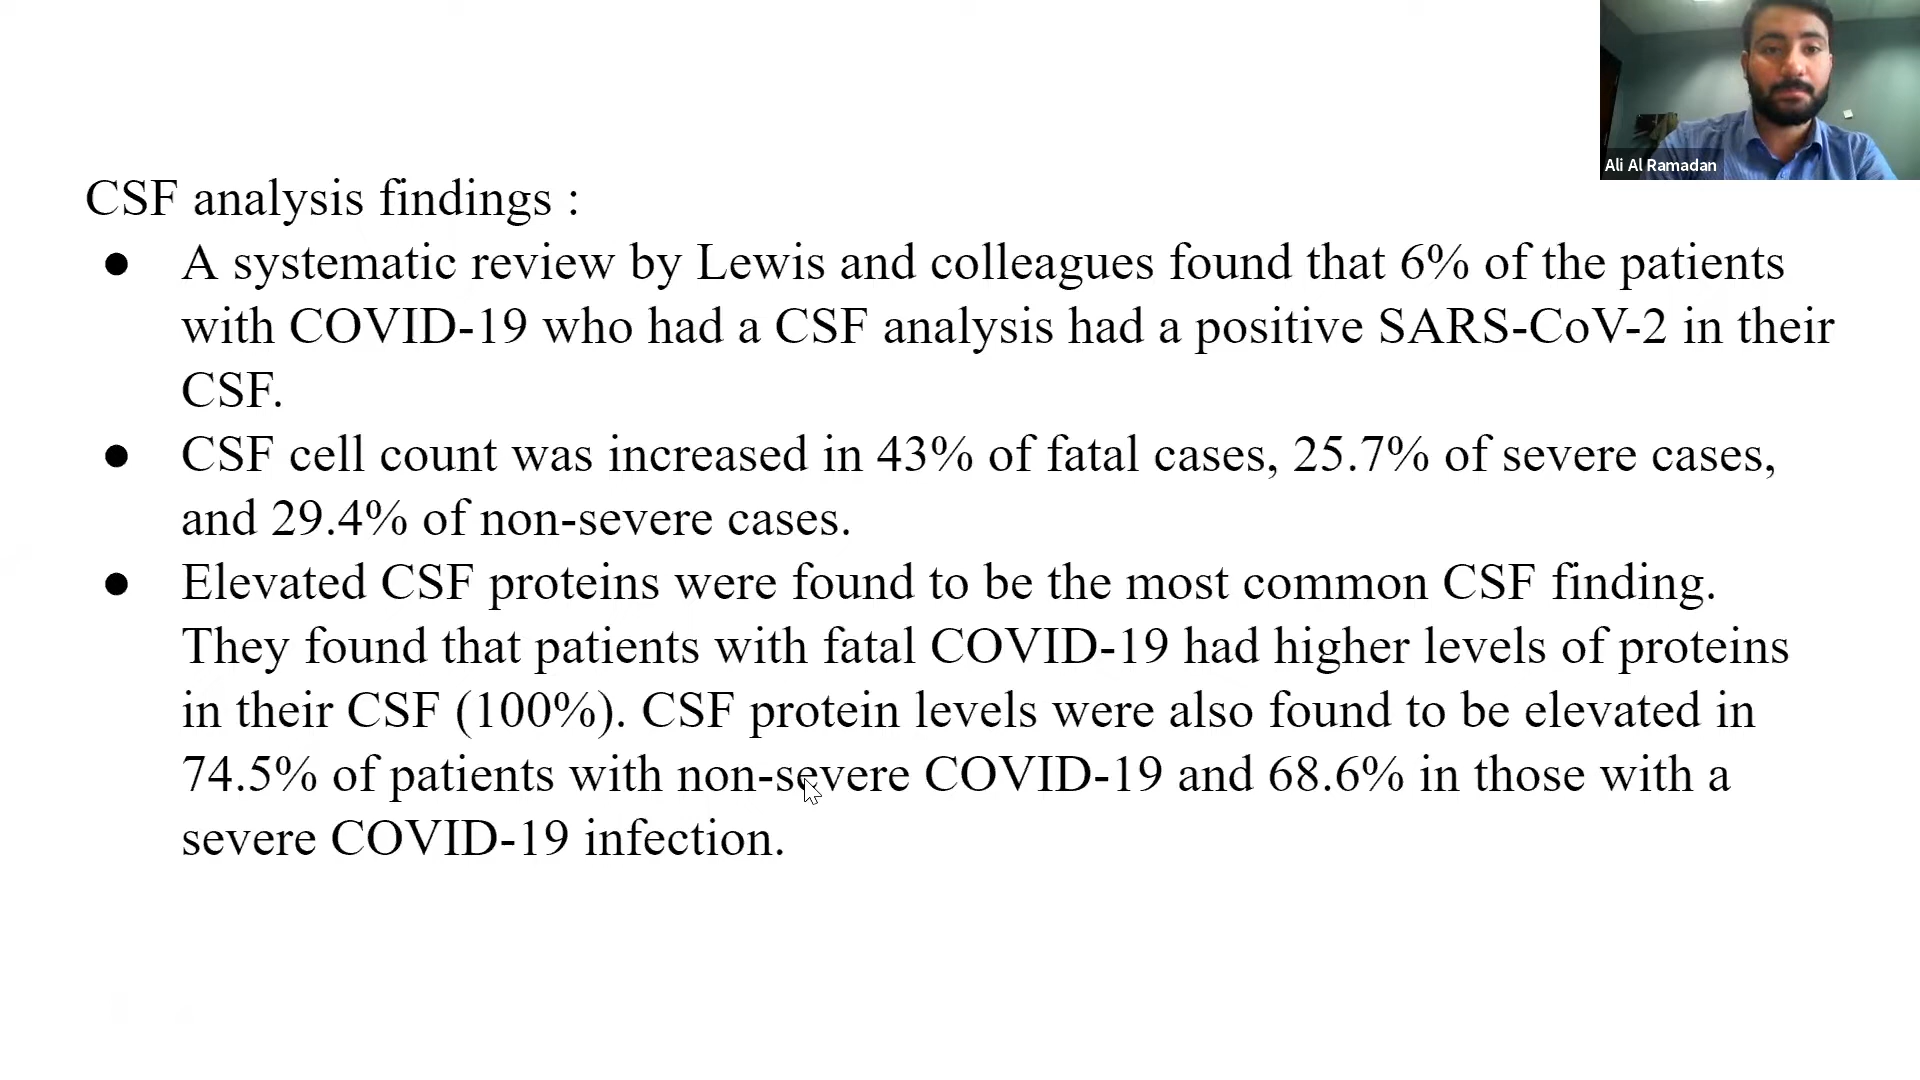 Ali Al Ramadan
CSF analysis findings :
● A systematic review by Lewis and colleagues found that 6% of the patients
with COVID-19 who had a CSF analysis had a positive SARS-CoV-2 in their
CSF.
● CSF cell count was increased in 43% of fatal cases, 25.7% of severe cases,
and 29.4% of non-severe cases.
● Elevated CSF proteins were found to be the most common CSF finding.
They found that patients with fatal COVID-19 had higher levels of proteins
in their CSF (100%). CSF protein levels were also found to be elevated in
74.5% of patients with non-severe COVID-19 and 68.6% in those with a
severe COVID-19 infection.